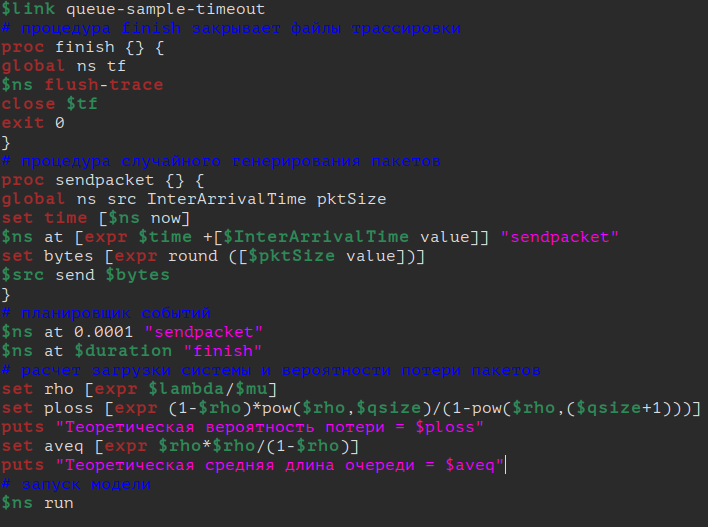 $link queue-sample-timeout
# процедура finish закрывает файлы трассировки
proc finish {} {
global ns tf
$ns flush-trace
close $tf
exit 0
}
# процедура случайного генерирования пакетов
proc sendpacket {} {
global ns src InterArrivalTime pktSize
set time [$ns now]
$ns at [expr $time +[$InterArrivalTime value]] "sendpacket"
set bytes [expr round ([$pktSize value])]
$src send $bytes
}
# планировщик событий
$ns at 0.0001 "sendpacket"
$ns at $duration "finish"
# расчет загрузки системы и вероятности потери пакетов
set rho [expr $lambda/$mu]
set ploss [expr (1-$rho)*pow($rho,$qsize)/(1-pow($rho,($qsize+1)))]
puts "Теоретическая вероятность потери = $ploss"
set aveq [expr $rho*$rho/(1-$rho)]
puts "Теоретическая средняя длина очереди = $aveq"
# запуск модели
$ns run